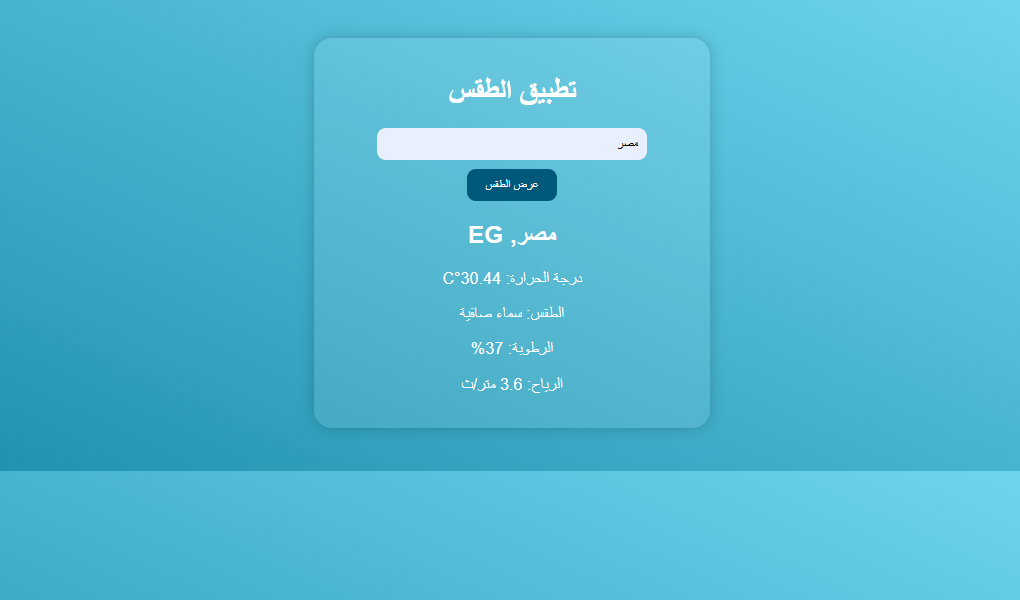 تطبيق الطقس
مصر
عرض الطقس
مصر, EG
درجة الحرارة: 30.44°C
الطقس: سماء صافية
الرطوبة: 37%
الرياح: 3.6 متر/ث